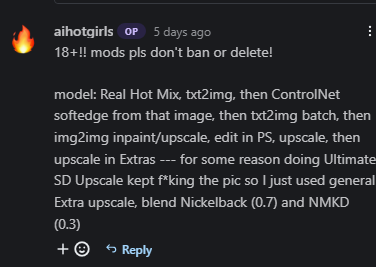 aihotgirls OP 5 days ago
18+!! mods pls don't ban or delete!
model: Real Hot Mix, txt2img, then ControlNet
softedge from that image, then txt2img batch, then
img2img inpaint/upscale, edit in PS, upscale, then
upscale in Extras --- for some reason doing Ultimate
SD Upscale kept f*king the pic so I just used general
Extra upscale, blend Nickelback (0.7) and NMKD
(0.3)
Reply